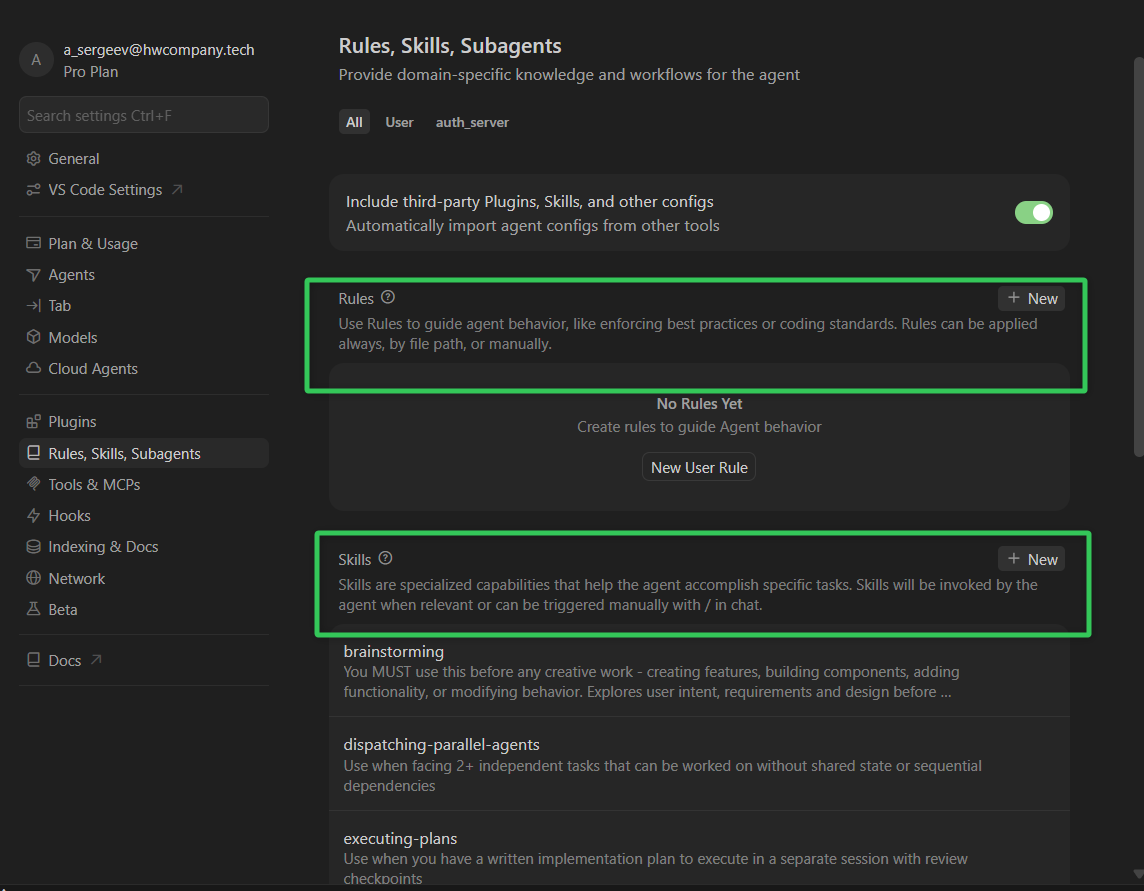 A
a_sergeev@hwcompany.tech
Pro Plan
Search settings Ctrl+F
General
VS Code Settings
Plan & Usage
Agents
Tab
Models
Cloud Agents
Plugins
Rules, Skills, Subagents
Tools & MCPs
Hooks
Indexing & Docs
Network
Beta
Docs
Rules, Skills, Subagents
Provide domain-specific knowledge and workflows for the agent
All User auth_server
Include third-party Plugins, Skills, and other configs
Automatically import agent configs from other tools
Rules ? + New
Use Rules to guide agent behavior, like enforcing best practices or coding standards. Rules can be applied
always, by file path, or manually.
No Rules Yet
Create rules to guide Agent behavior
New User Rule
Skills ? + New
Skills are specialized capabilities that help the agent accomplish specific tasks. Skills will be invoked by the
agent when relevant or can be triggered manually with / in chat.
brainstorming
You MUST use this before any creative work - creating features, building components, adding
functionality, or modifying behavior. Explores user intent, requirements and design before ...
dispatching-parallel-agents
Use when facing 2+ independent tasks that can be worked on without shared state or sequential
dependencies
executing-plans
Use when you have a written implementation plan to execute in a separate session with review
checkpoints